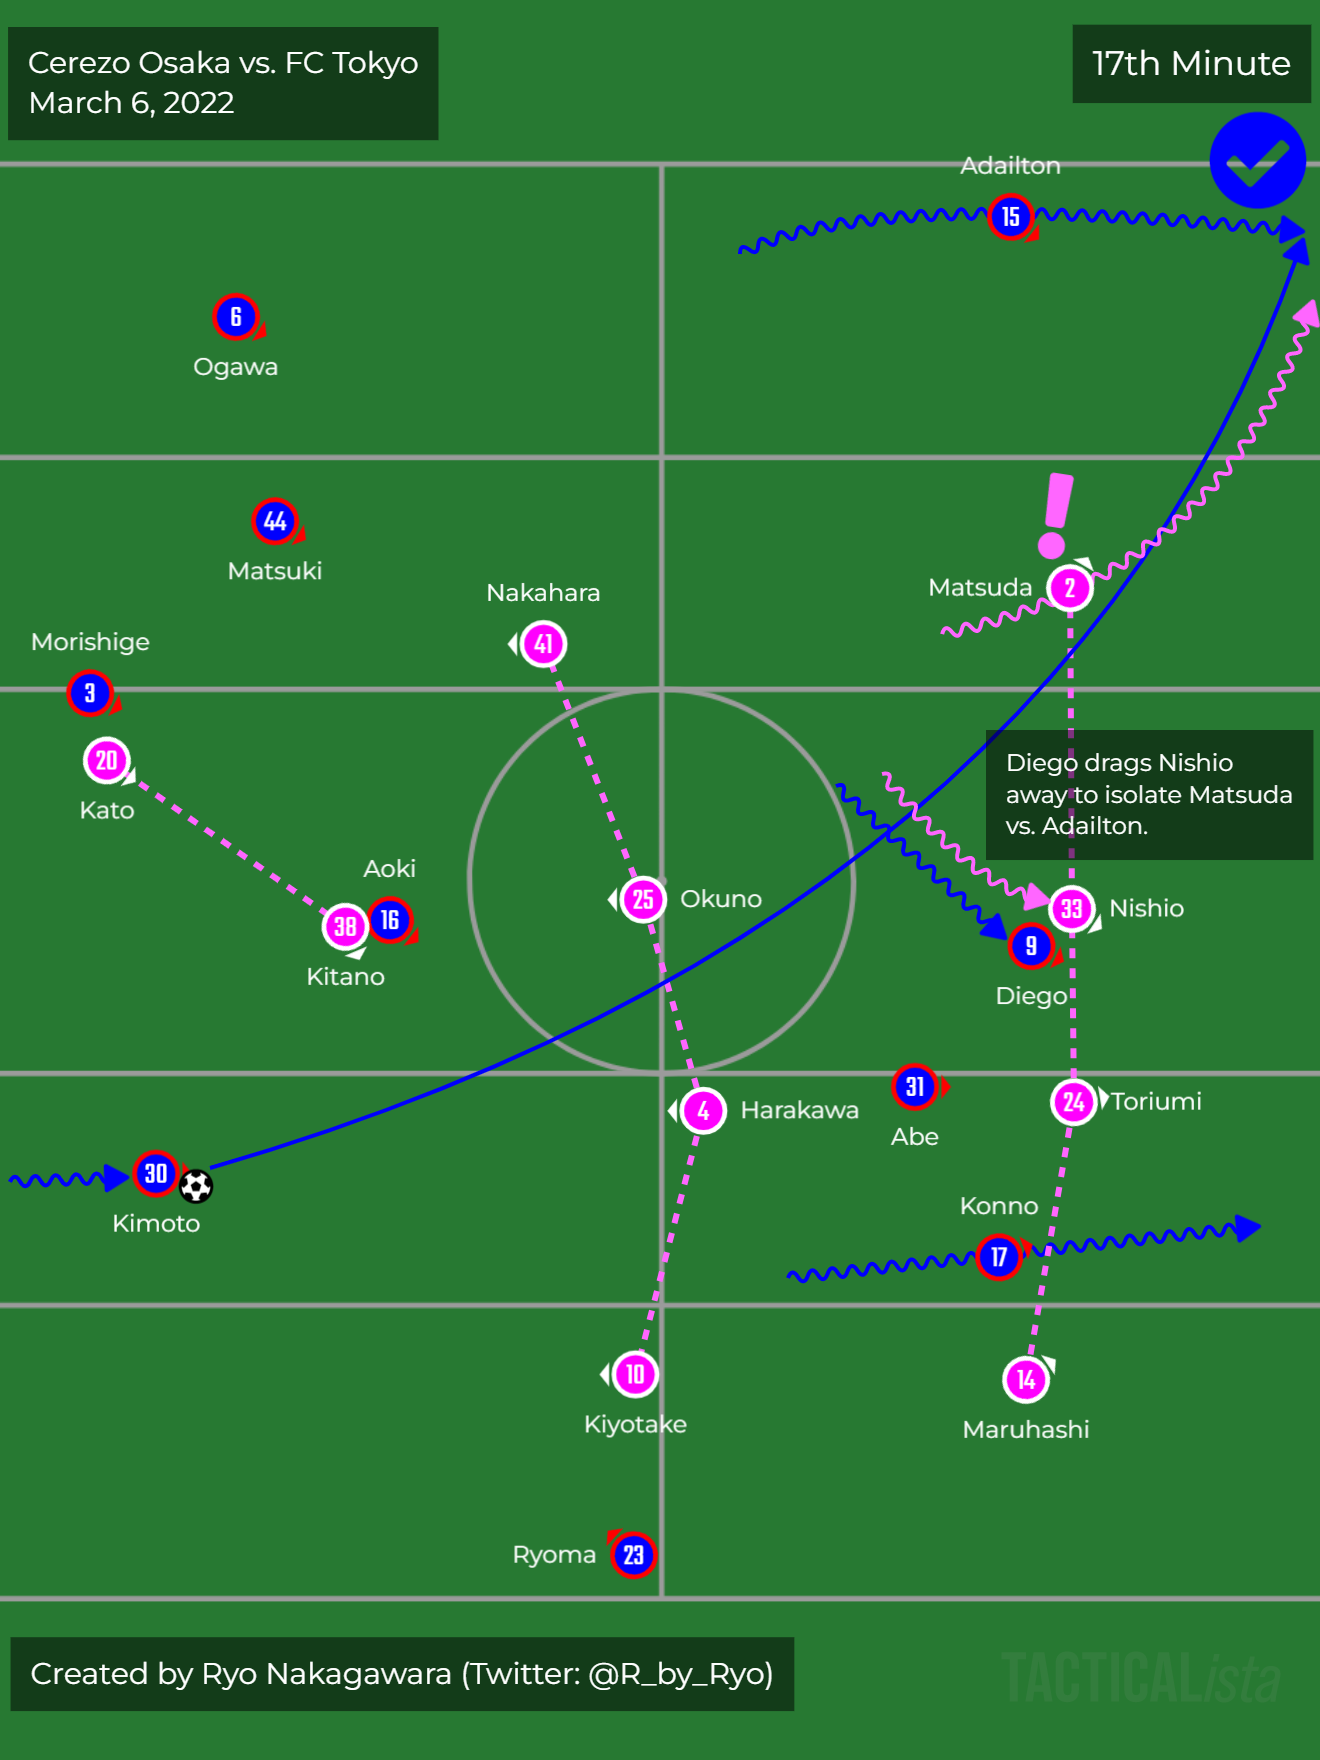 Cerezo Osaka vs. FC Tokyo
March 6, 2022
17th Minute
Adailton
15
6
Ogawa
44
Matsuki
Nakahara
41
Matsuda
2
Morishige
3
20
Kato
Diego drags Nishio
away to isolate Matsuda
vs. Adailton.
Aoki
16
38
Kitano
25
Okuno
33
Nishio
9
Diego
31
Abe
4
Harakawa
24
Toriumi
30
Kimoto
Konno
17
10
Kiyotake
14
Maruhashi
Ryoma
23
Created by Ryo Nakagawara (Twitter: @R_by_Ryo)
TACTICALista